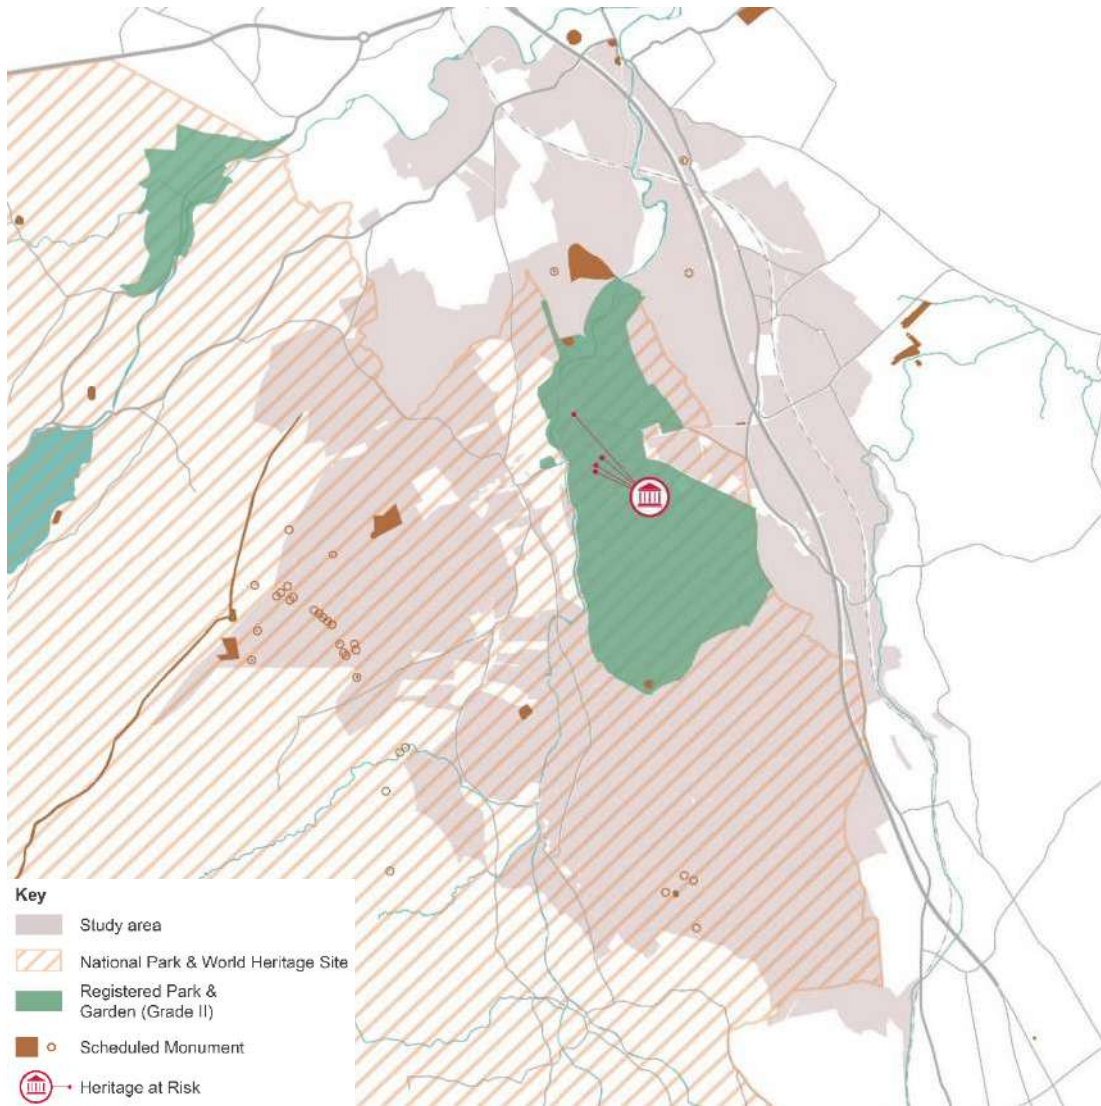 Key
Study area
National Park & World Heritage Site
Registered Park &
Garden (Grade II)
Scheduled Monument
Heritage at Risk